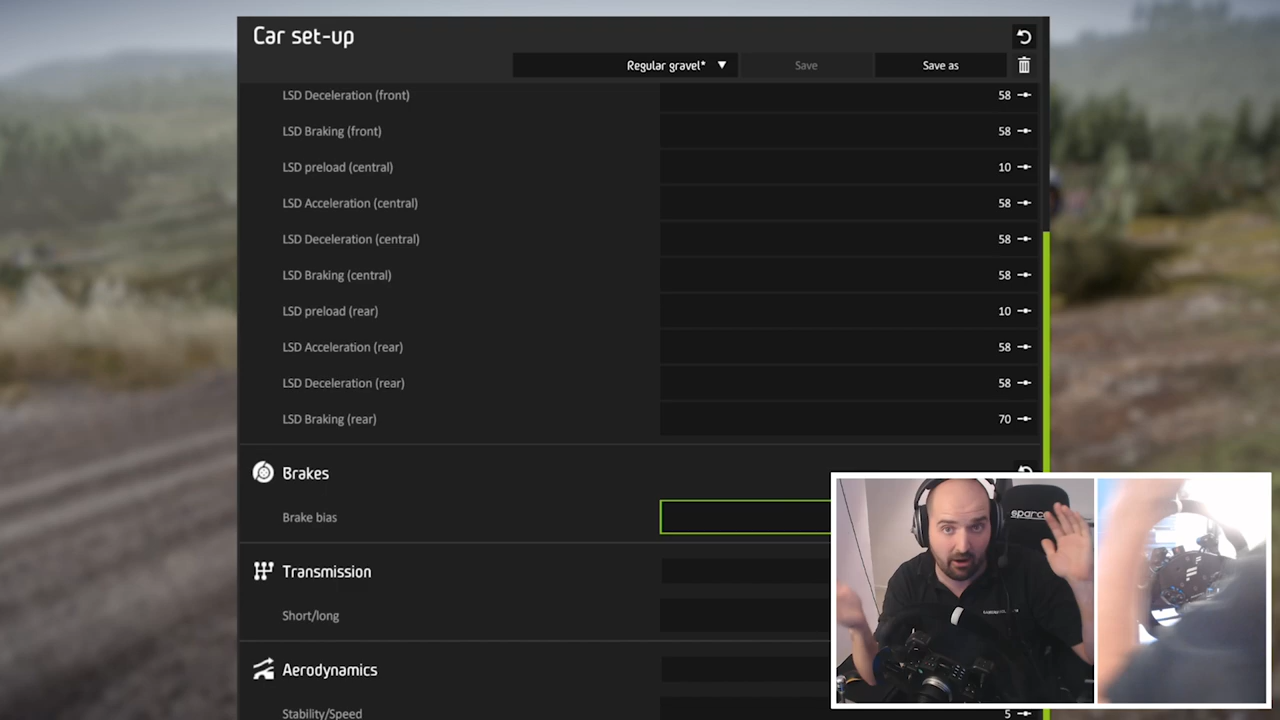 Car set-up
Regular gravel* ▼ Save Save as
LSD Deceleration (front) 58
LSD Braking (front) 58
LSD preload (central) 10
LSD Acceleration (central) 58
LSD Deceleration (central) 58
LSD Braking (central) 58
LSD preload (rear) 10
LSD Acceleration (rear) 58
LSD Deceleration (rear) 58
LSD Braking (rear) 70
Brakes
Brake bias
Transmission
Short/long
Aerodynamics
Stability/Speed 5